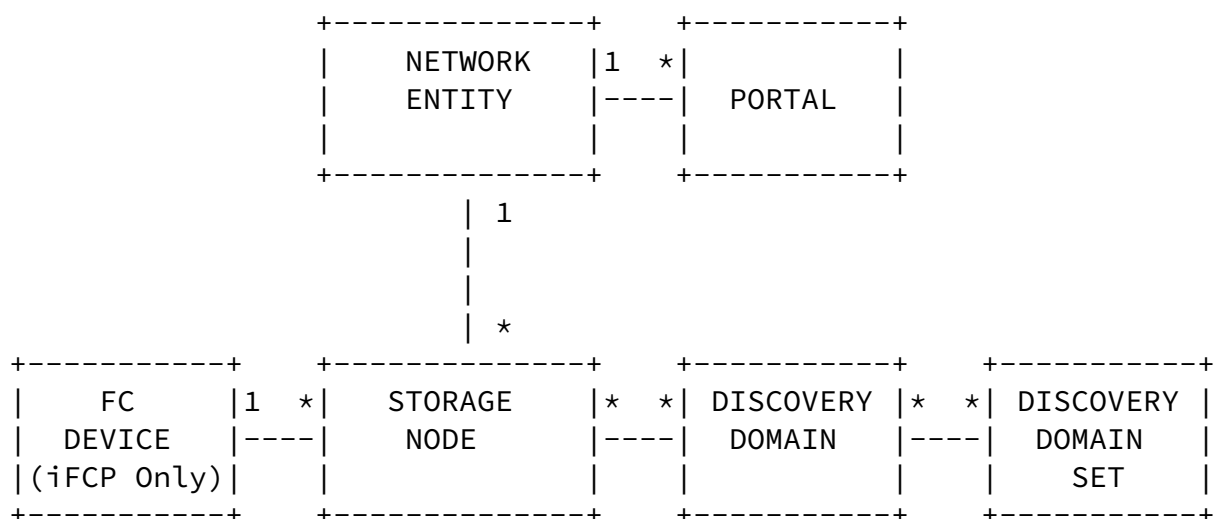 +--------------+    +-----------+
|    NETWORK   |1  *|           |
|    ENTITY    |----|  PORTAL   |
|              |    |           |
+--------------+    +-----------+
| 1
|
|
| *
+-----------+    +--------------+    +-----------+    +-----------+
|    FC     |1  *|   STORAGE    |*  *| DISCOVERY |*  *| DISCOVERY |
|  DEVICE   |----|    NODE      |----|  DOMAIN   |----|  DOMAIN   |
|(iFCP Only)|    |              |    |           |    |    SET    |
+-----------+    +--------------+    +-----------+    +-----------+